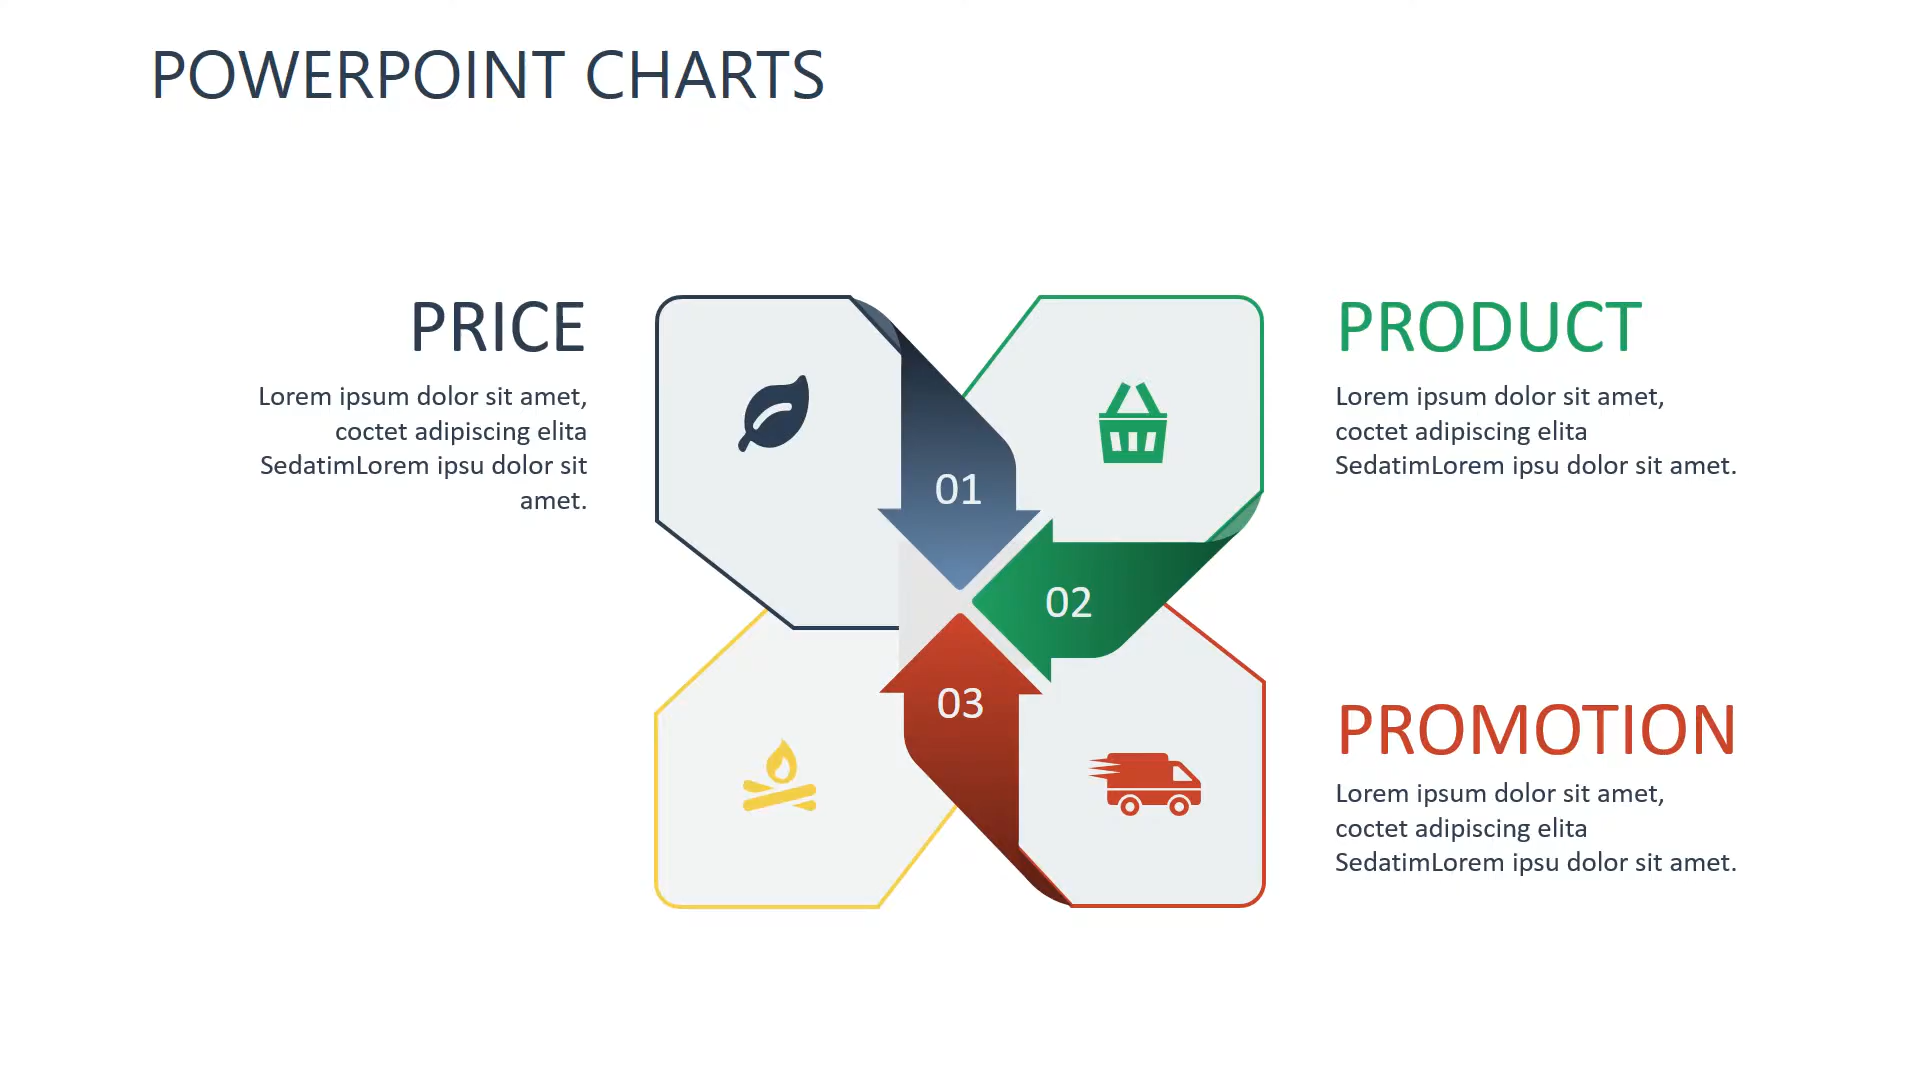 POWERPOINT CHARTS
PRICE
Lorem ipsum dolor sit amet,
coctet adipiscing elita
SedatimLorem ipsu dolor sit
amet.
01
02
03
PRODUCT
Lorem ipsum dolor sit amet,
coctet adipiscing elita
SedatimLorem ipsu dolor sit amet.
PROMOTION
Lorem ipsum dolor sit amet,
coctet adipiscing elita
SedatimLorem ipsu dolor sit amet.